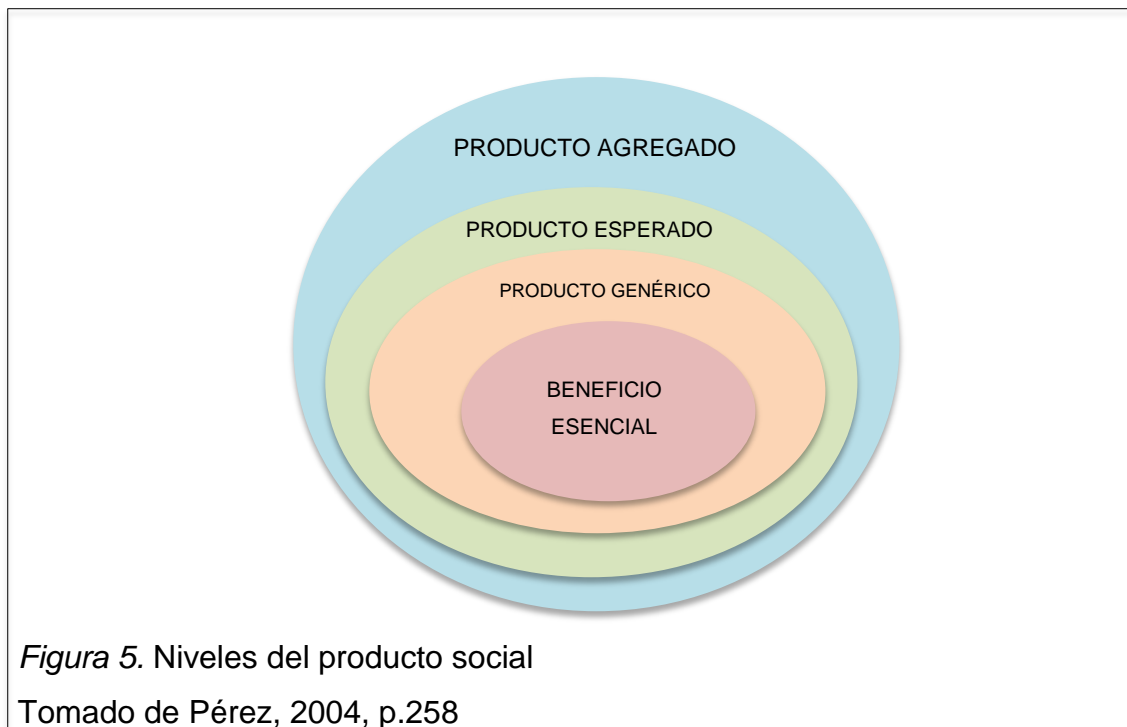 PRODUCTO AGREGADO
PRODUCTO ESPERADO
PRODUCTO GENÉRICO
BENEFICIO
ESENCIAL
Figura 5. Niveles del producto social
Tomado de Pérez, 2004, p.258